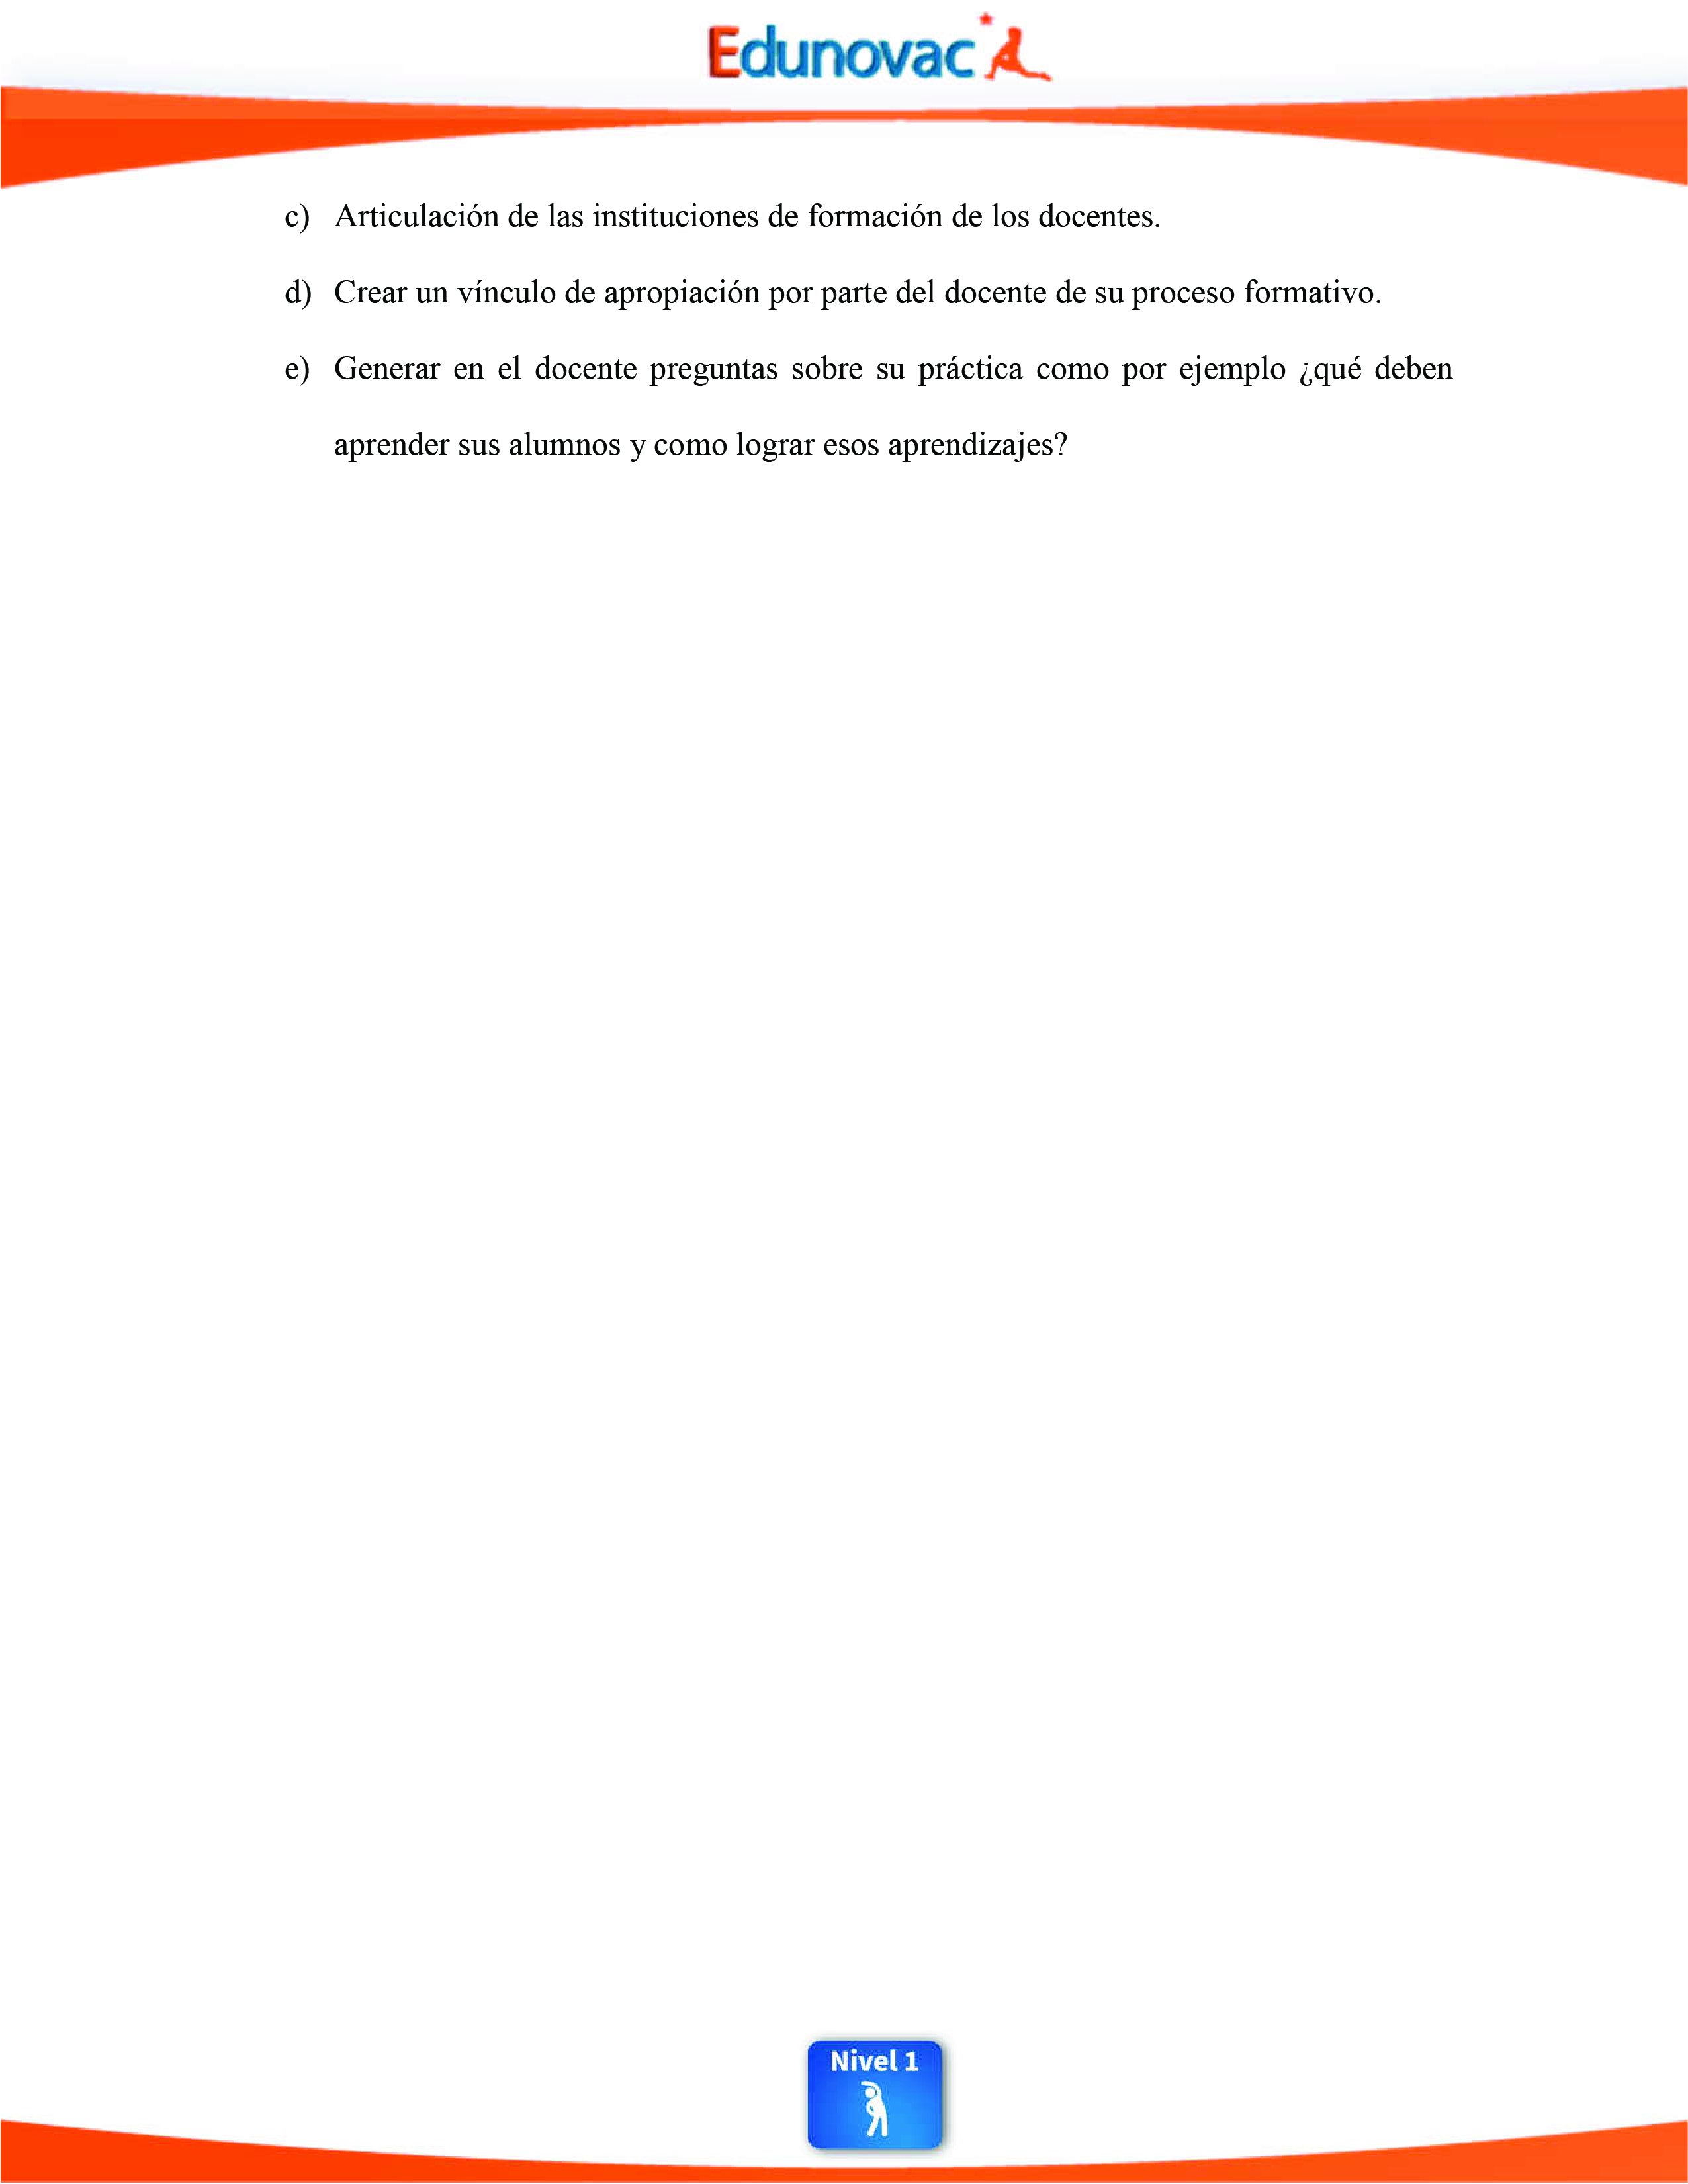 Edunovac
c) Articulación de las instituciones de formación de los docentes.
d) Crear un vínculo de apropiación por parte del docente de su proceso formativo.
e) Generar en el docente preguntas sobre su práctica como por ejemplo ¿qué deben
aprender sus alumnos y como lograr esos aprendizajes?
Nivel 1